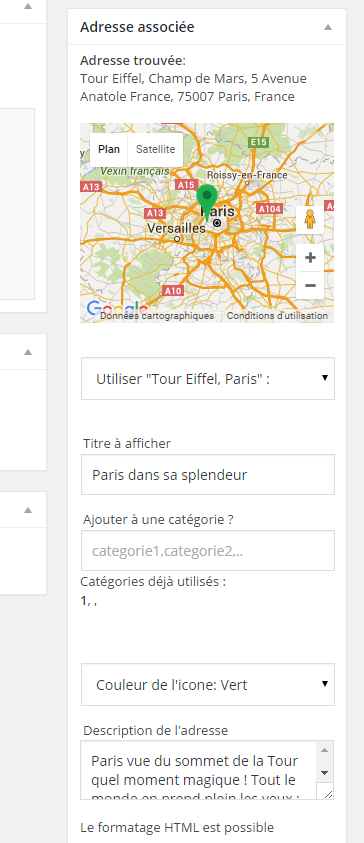 Adresse associée
Adresse trouvée:
Tour Eiffel, Champ de Mars, 5 Avenue
Anatole France, 75007 Paris, France
Plan Satellite
E15
Vexin français
Roissy-en-France
A13
A15
A104
A13
Paris
Versailles
A10
Google
Données cartographiques Conditions d'utilisation
Utiliser "Tour Eiffel, Paris" :
Titre à afficher
Paris dans sa splendeur
Ajouter à une catégorie ?
categorie1,categorie2,..
Catégories déjà utilisés :
1, ,
Couleur de l'icone: Vert
Description de l'adresse
Paris vue du sommet de la Tour
quel moment magique ! Tout le
monde en prend plein les yeux :
Le formatage HTML est possible